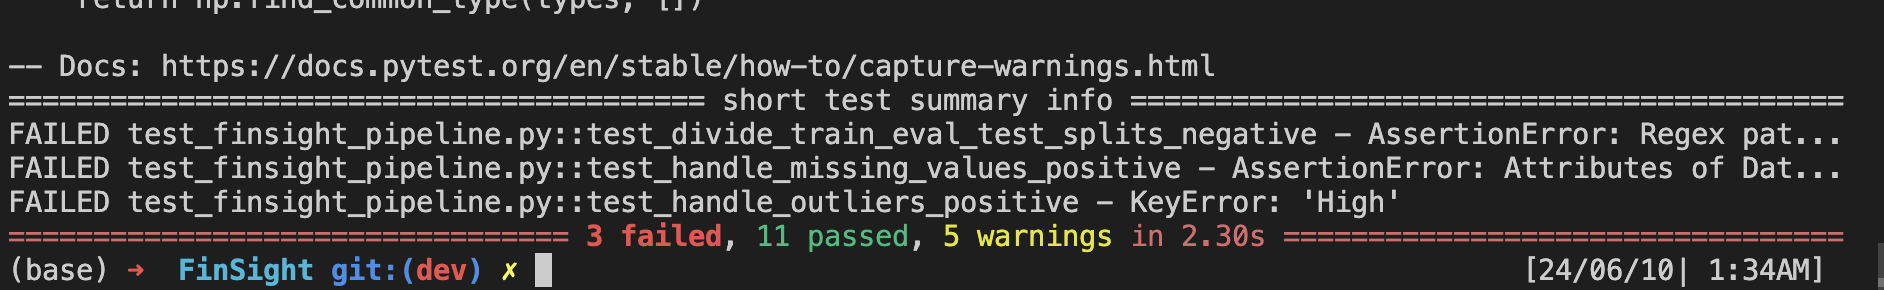 return np.find_common_type(types, [])
-- Docs: https://docs.pytest.org/en/stable/how-to/capture-warnings.html
========================================= short test summary info ==========================================
FAILED test_finsight_pipeline.py::test_divide_train_eval_test_splits_negative - AssertionError: Regex pat...
FAILED test_finsight_pipeline.py::test_handle_missing_values_positive - AssertionError: Attributes of Dat...
FAILED test_finsight_pipeline.py::test_handle_outliers_positive - KeyError: 'High'
================================= 3 failed, 11 passed, 5 warnings in 2.30s =================================
(base) ➜ FinSight git:(dev) ✗ [24/06/10| 1:34AM]